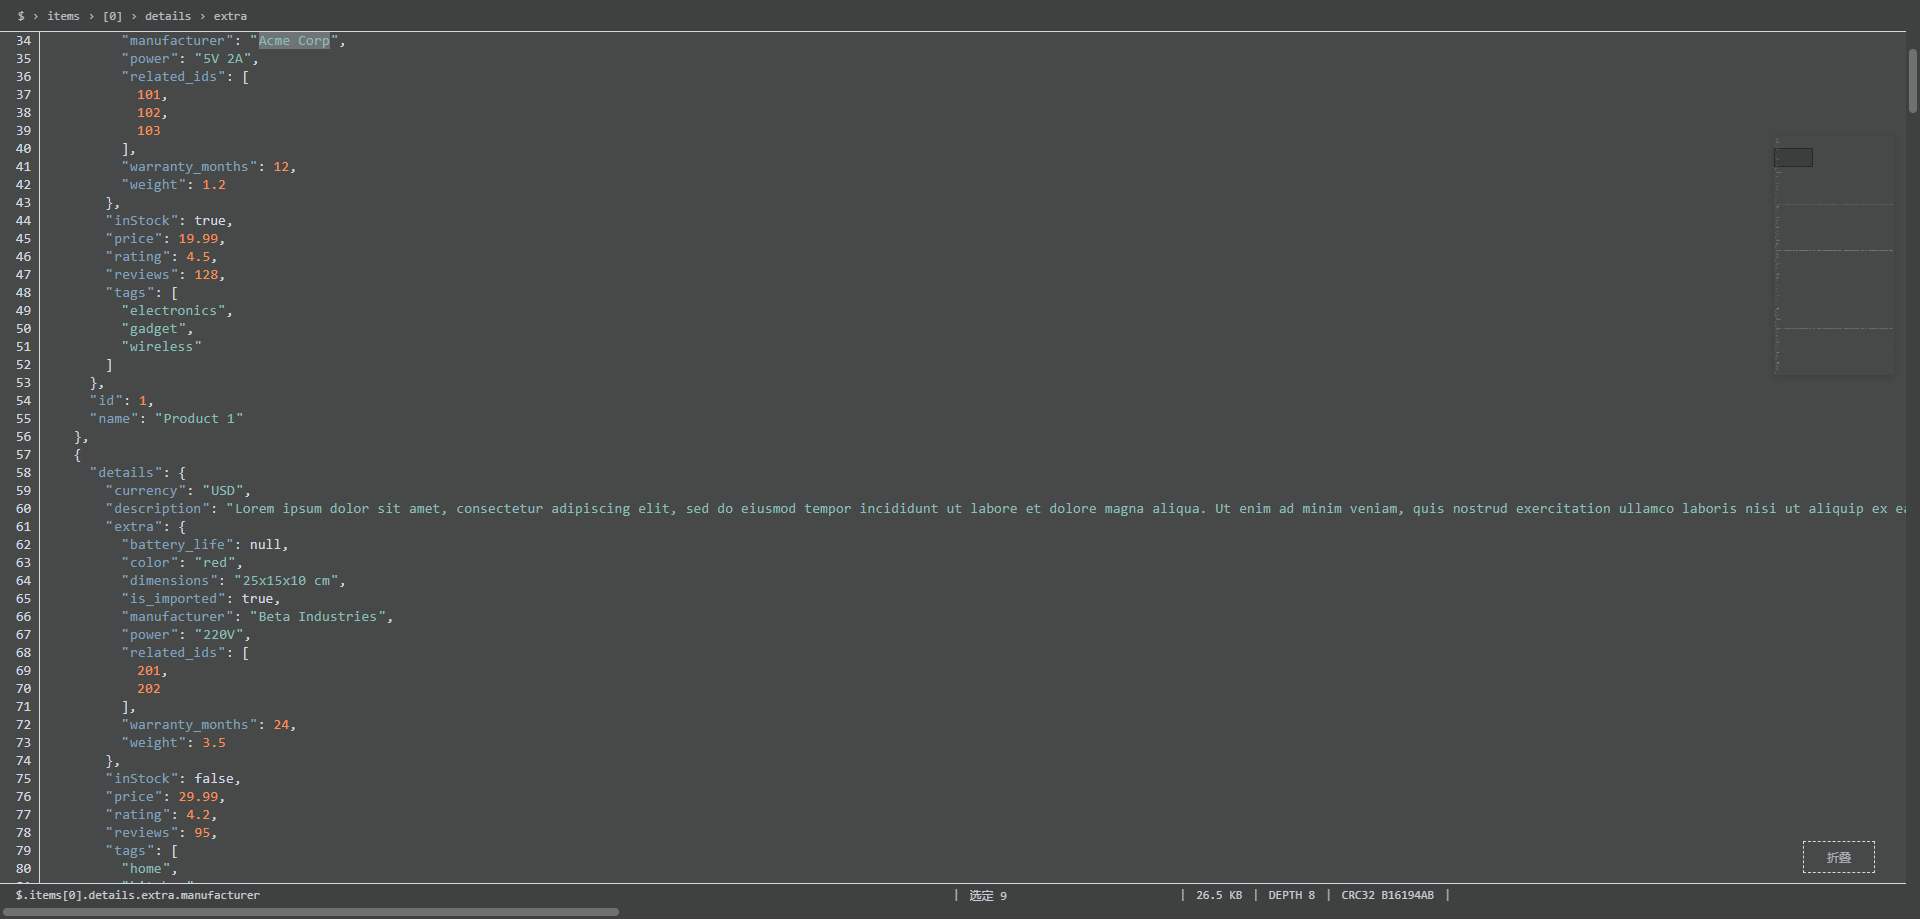 $ › items › [0] › details › extra
34 "manufacturer": "Acme Corp",
35 "power": "5V 2A",
36 "related_ids": [
37 101,
38 102,
39 103
40 ],
41 "warranty_months": 12,
42 "weight": 1.2
43 },
44 "inStock": true,
45 "price": 19.99,
46 "rating": 4.5,
47 "reviews": 128,
48 "tags": [
49 "electronics",
50 "gadget",
51 "wireless"
52 ]
53 },
54 "id": 1,
55 "name": "Product 1"
56 },
57 {
58 "details": {
59 "currency": "USD",
60 "description": "Lorem ipsum dolor sit amet, consectetur adipiscing elit, sed do eiusmod tempor incididunt ut labore et dolore magna aliqua. Ut enim ad minim veniam, quis nostrud exercitation ullamco laboris nisi ut aliquip ex
61 "extra": {
62 "battery_life": null,
63 "color": "red",
64 "dimensions": "25x15x10 cm",
65 "is_imported": true,
66 "manufacturer": "Beta Industries",
67 "power": "220V",
68 "related_ids": [
69 201,
70 202
71 ],
72 "warranty_months": 24,
73 "weight": 3.5
74 },
75 "inStock": false,
76 "price": 29.99,
77 "rating": 4.2,
78 "reviews": 95,
79 "tags": [
80 "home",
折叠
$.items[0].details.extra.manufacturer | 选定 9 | 26.5 KB | DEPTH 8 | CRC32 B16194AB |